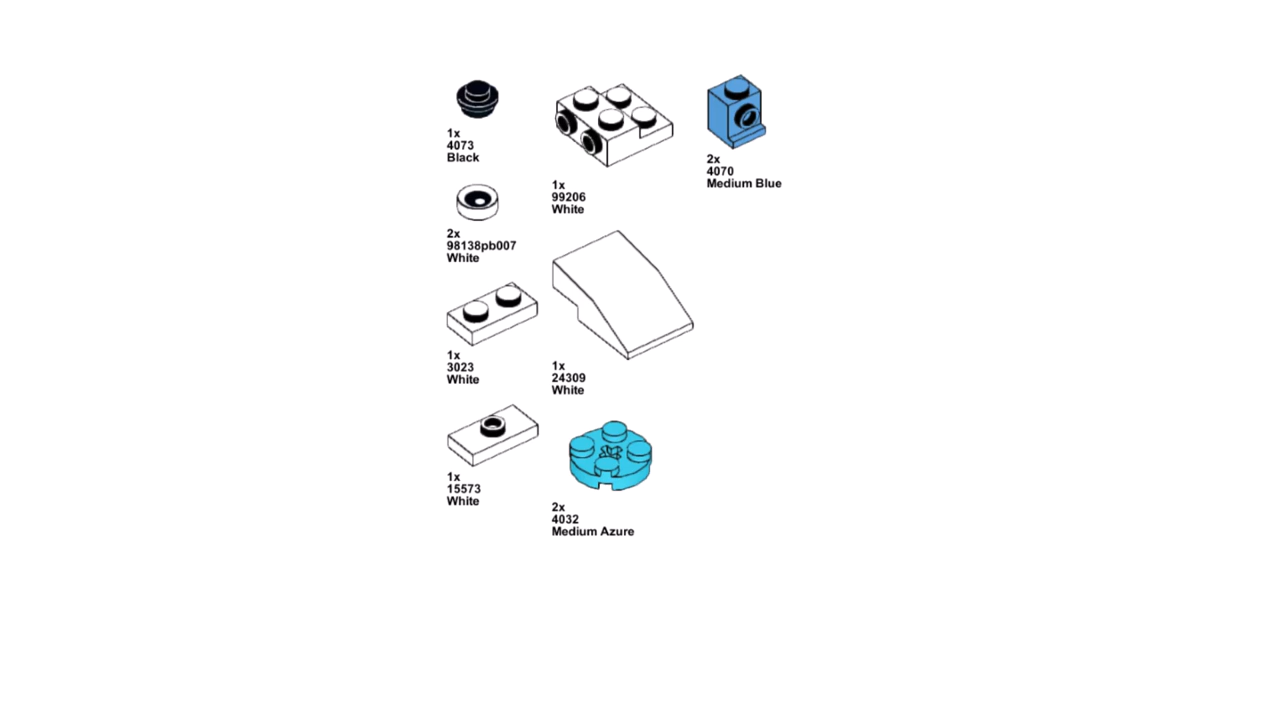 1x
4073
Black
2x
98138pb007
White
1x
3023
White
1x
15573
White
1x
99206
White
1x
24309
White
2x
4032
Medium Azure
2x
4070
Medium Blue